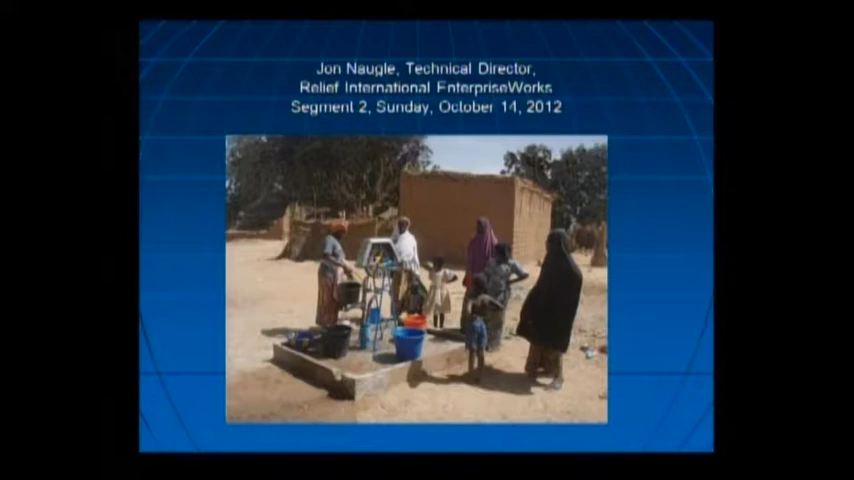 Jon Naugle, Technical Director,
Relief International EnterpriseWorks
Segment 2, Sunday, October 14, 2012